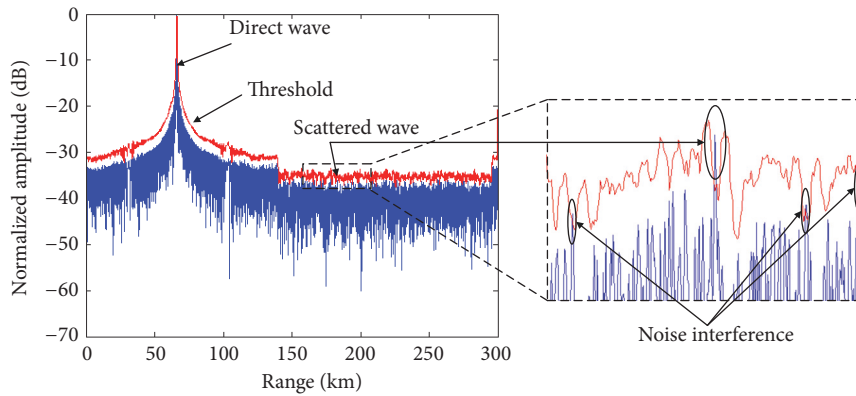 0
−10
−20
−30
−40
−50
−60
−70
Normalized amplitude (dB)
0
50
100
150
200
250
300
Range (km)
Direct wave
Threshold
Scattered wave
Noise interference